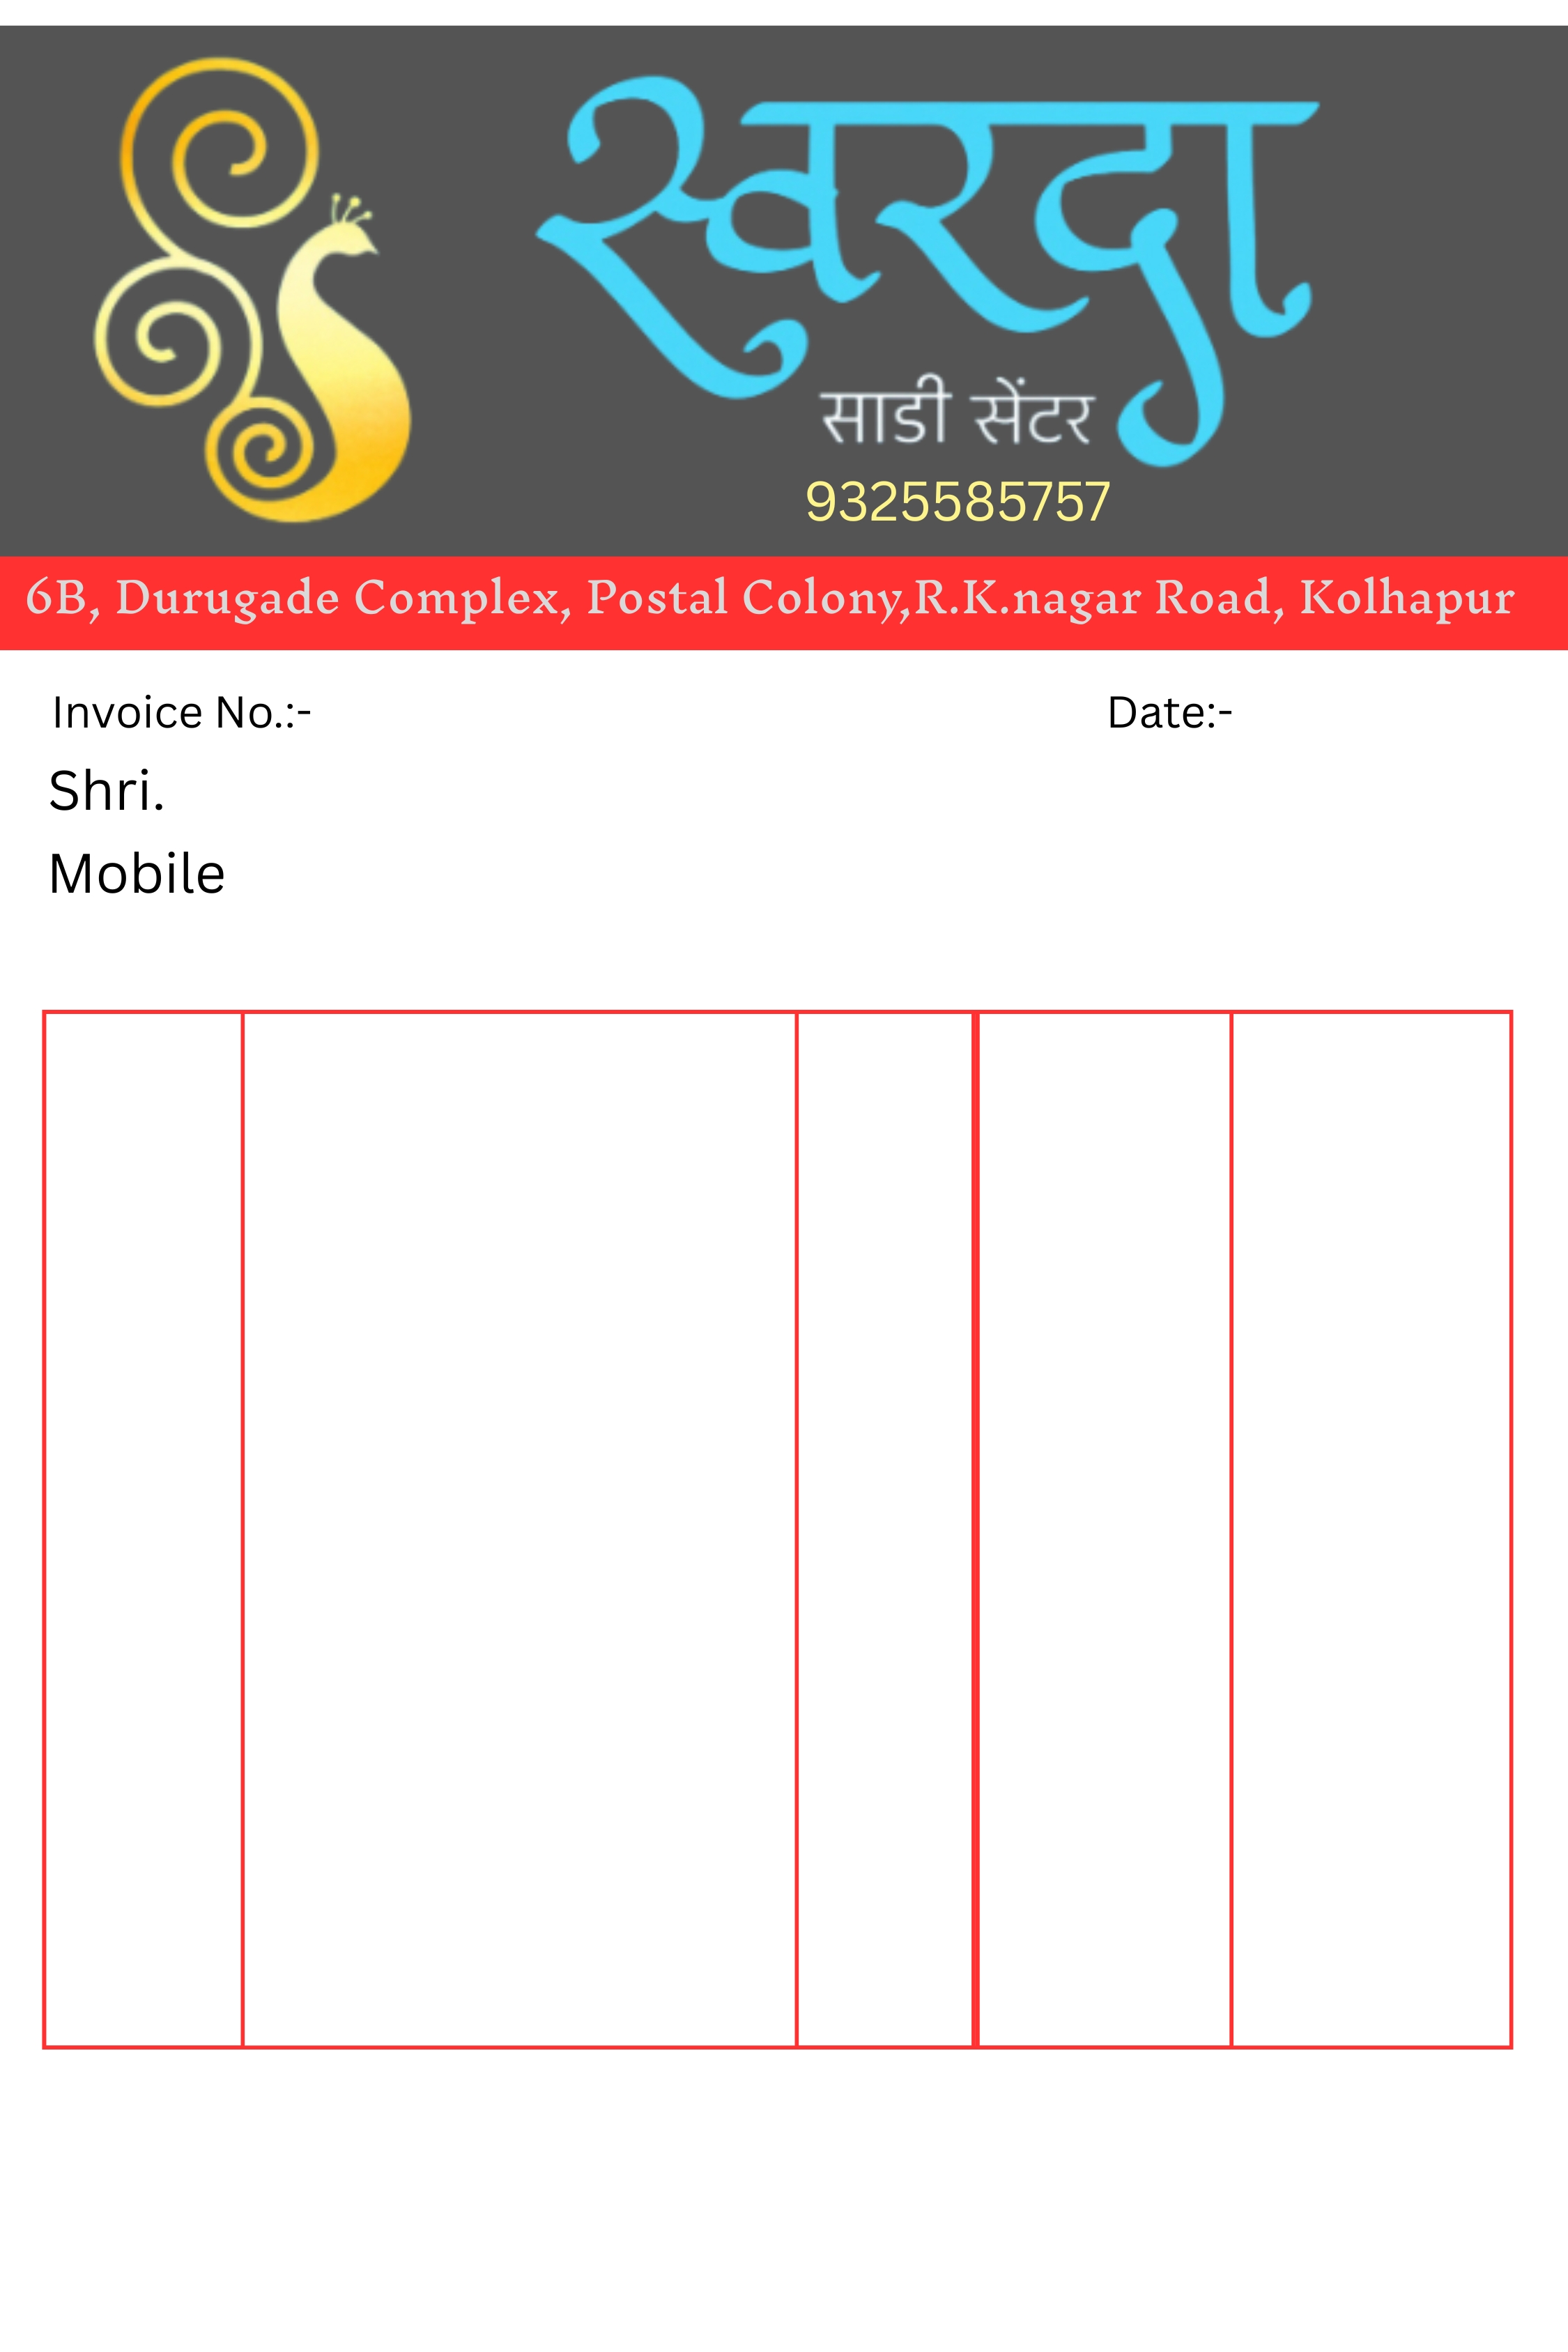 स्वरदा
साडी सेंटर
9325585757
6B, Durugade Complex, Postal Colony,R.K.nagar Road, Kolhapur
Invoice No.:- Date:-
Shri.
Mobile